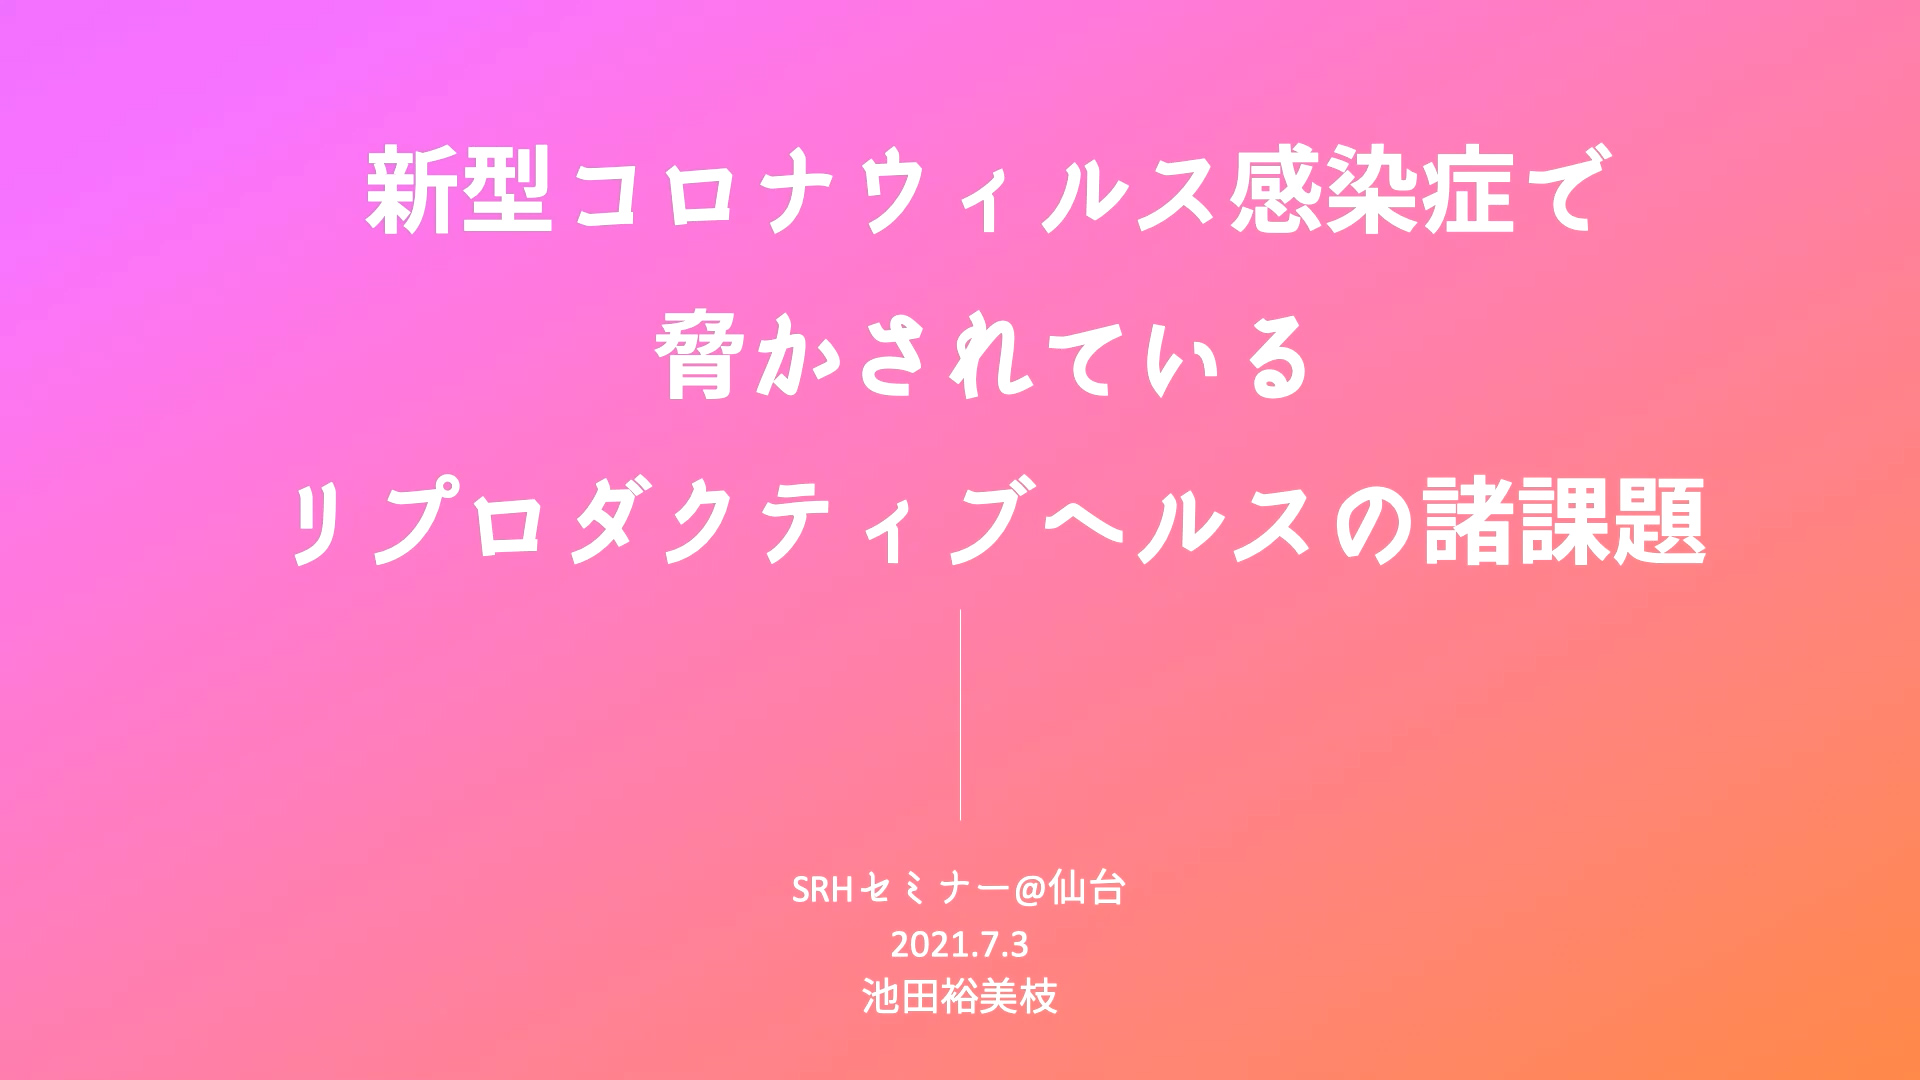 新型コロナウィルス感染症で
脅かされている
リプロダクティブヘルスの諸課題
SRHセミナー@仙台
2021.7.3
池田裕美枝